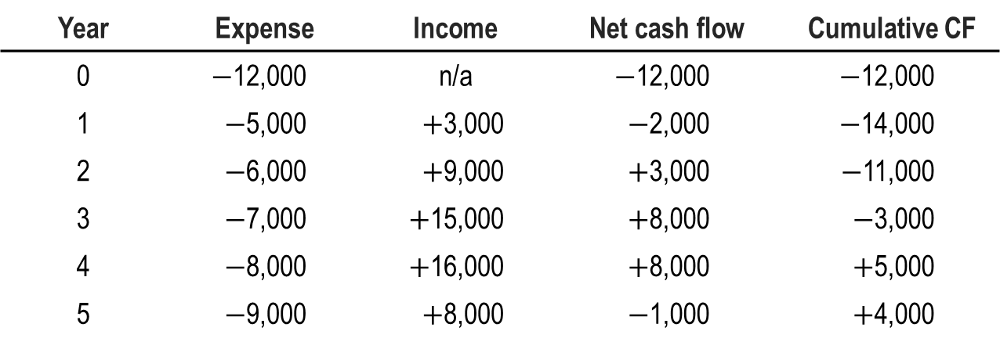 Year Expense Income Net cash flow Cumulative CF
0 −12,000 n/a −12,000 −12,000
1 −5,000 +3,000 −2,000 −14,000
2 −6,000 +9,000 +3,000 −11,000
3 −7,000 +15,000 +8,000 −3,000
4 −8,000 +16,000 +8,000 +5,000
5 −9,000 +8,000 −1,000 +4,000